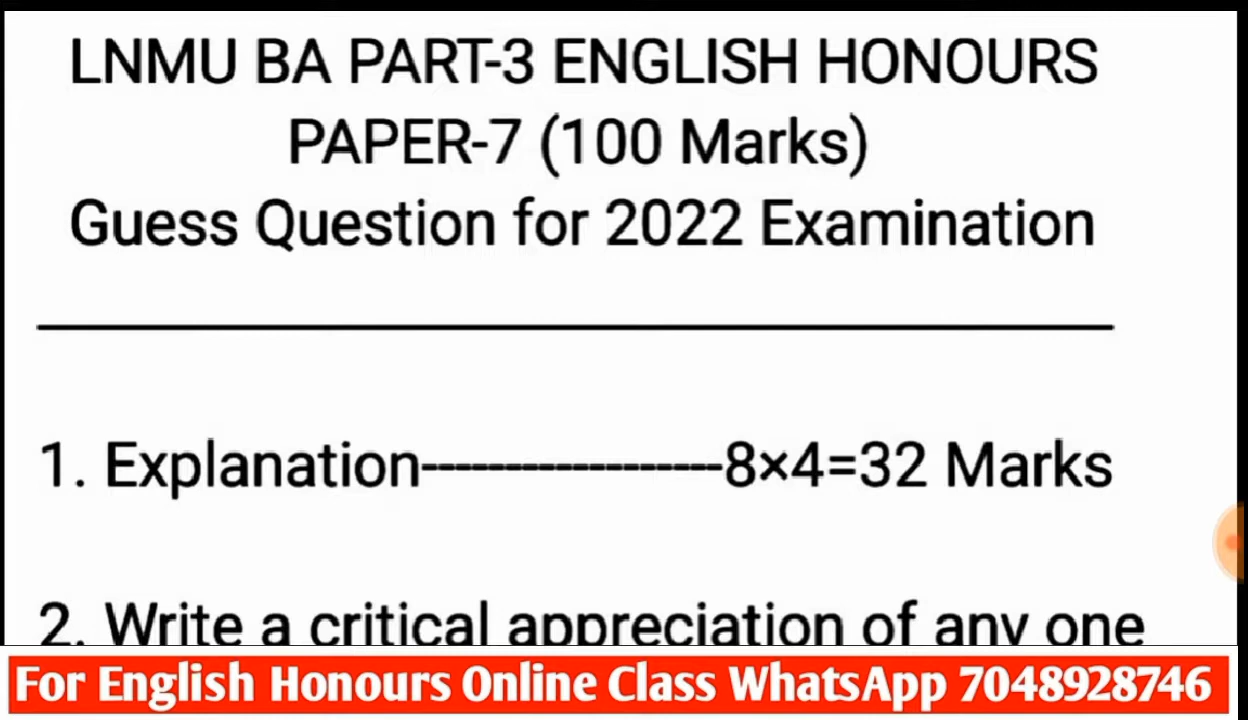 LNMU BA PART-3 ENGLISH HONOURS
PAPER-7 (100 Marks)
Guess Question for 2022 Examination
1. Explanation------------------8×4=32 Marks
2. Write a critical appreciation of any one
For English Honours Online Class WhatsApp 7048928746